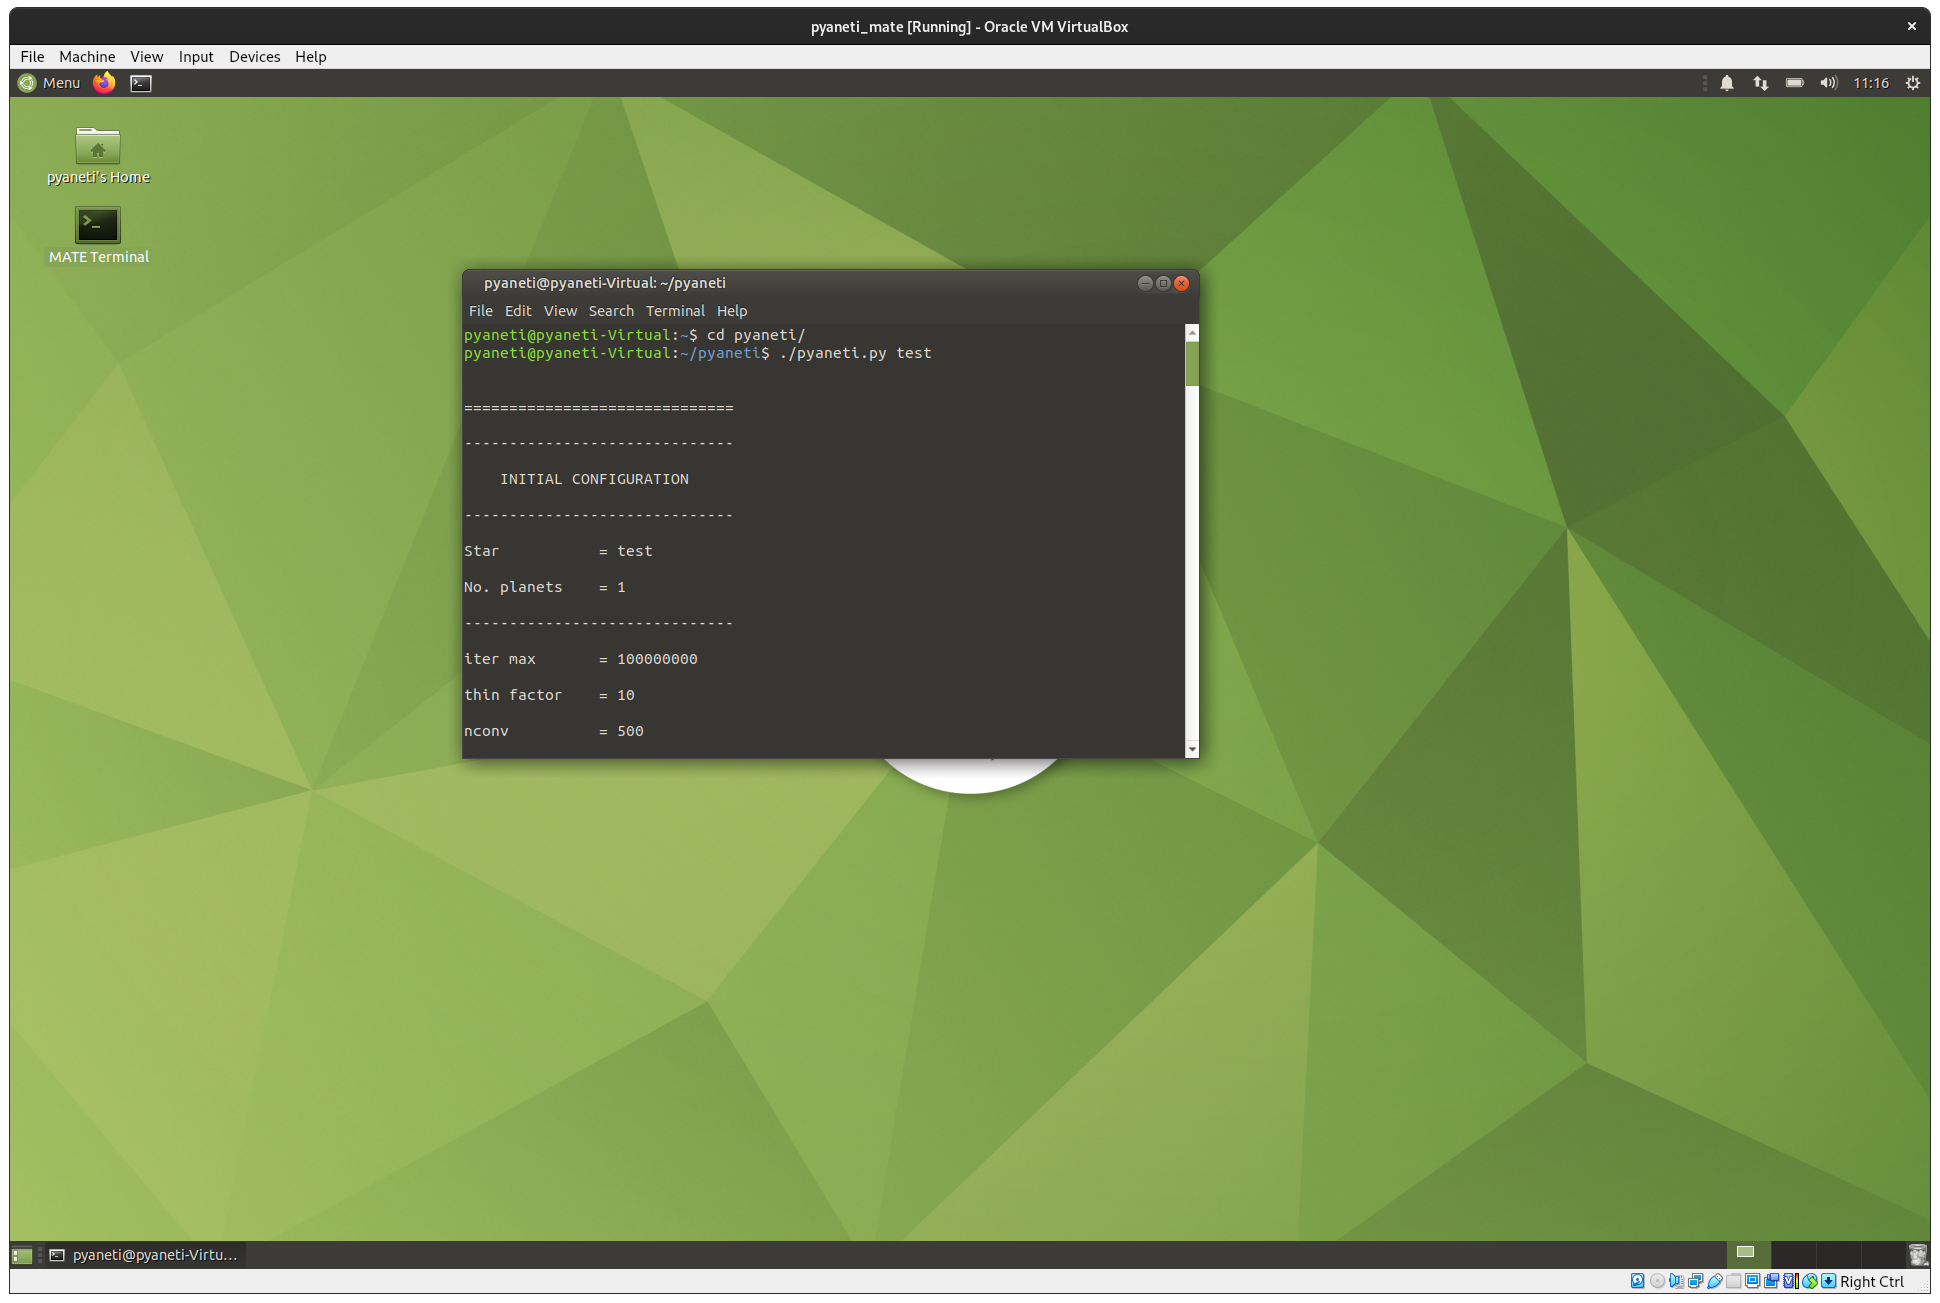 pyaneti_mate [Running] - Oracle VM VirtualBox
File Machine View Input Devices Help
Menu 11:16
pyaneti's Home
MATE Terminal
pyaneti@pyaneti-Virtual: ~/pyaneti
File Edit View Search Terminal Help
pyaneti@pyaneti-Virtual:~$ cd pyaneti/
pyaneti@pyaneti-Virtual:~/pyaneti$ ./pyaneti.py test
==============================
------------------------------
INITIAL CONFIGURATION
------------------------------
Star = test
No. planets = 1
------------------------------
iter max = 100000000
thin factor = 10
nconv = 500
pyaneti@pyaneti-Virtu...
Right Ctrl